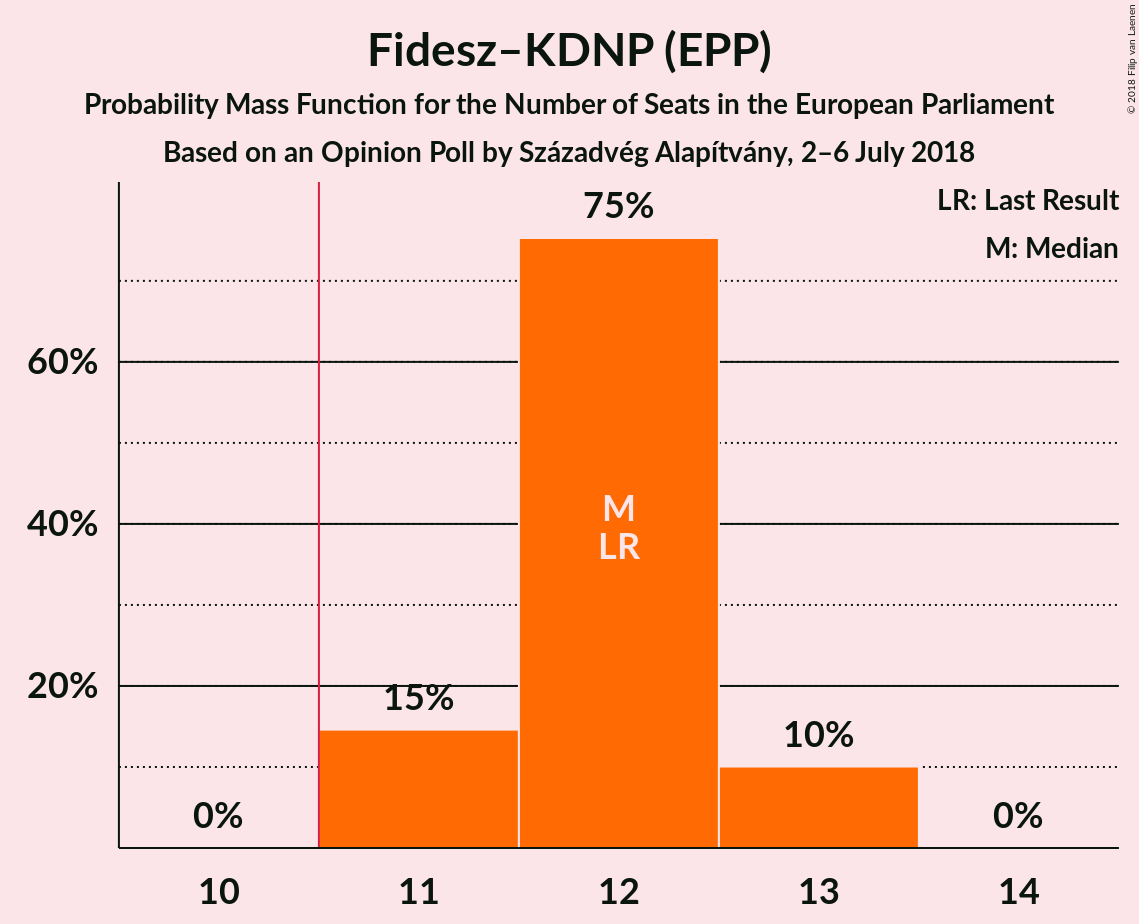 Fidesz–KDNP (EPP)
Probability Mass Function for the Number of Seats in the European Parliament
Based on an Opinion Poll by Századvég Alapítvány, 2–6 July 2018
© 2018 Filip van Laenen
LR: Last Result
M: Median
75%
60%
M
40%
LR
20%
15%
10%
0%
0%
10
11
12
13
14